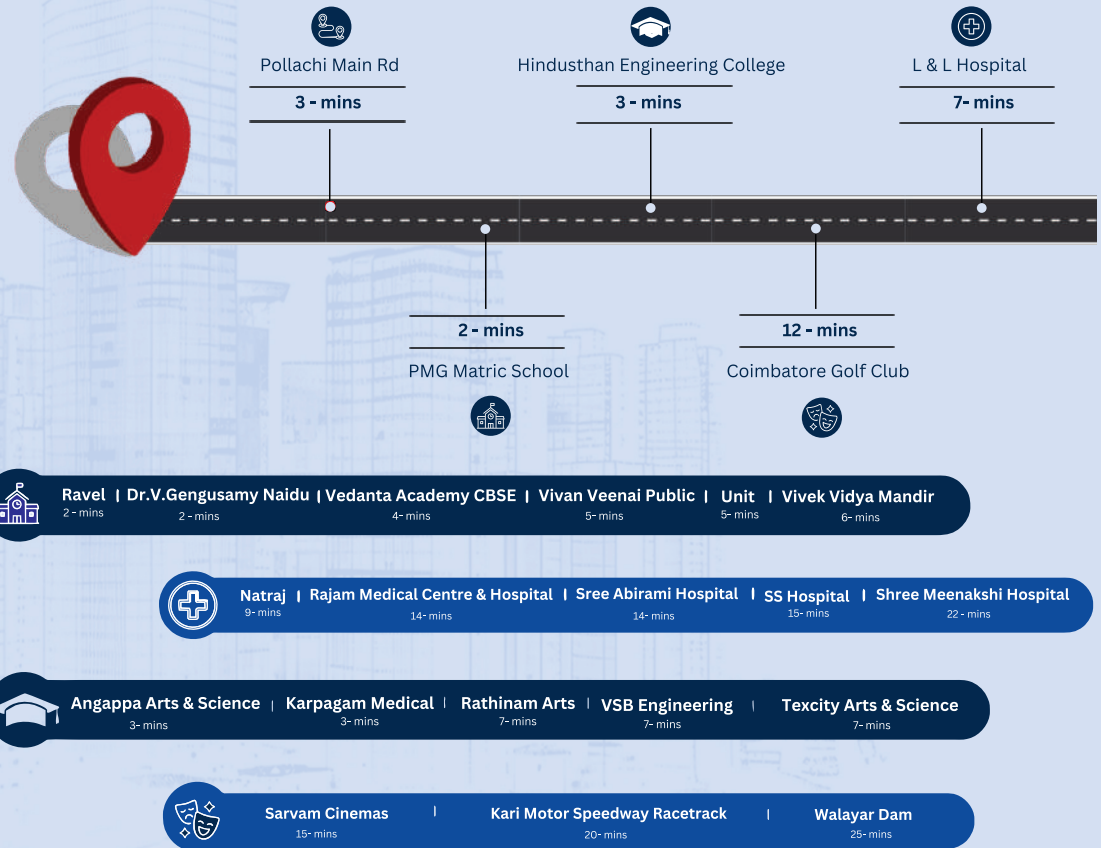 Pollachi Main Rd
3 - mins
Hindusthan Engineering College
3 - mins
L & L Hospital
7- mins
2 - mins
PMG Matric School
12 - mins
Coimbatore Golf Club
Ravel | Dr.V.Gengusamy Naidu | Vedanta Academy CBSE | Vivan Veenai Public | Unit | Vivek Vidya Mandir
2 - mins 2 - mins 4- mins 5- mins 5- mins 6- mins
Natraj | Rajam Medical Centre & Hospital | Sree Abirami Hospital | SS Hospital | Shree Meenakshi Hospital
9- mins 14- mins 14- mins 15- mins 22 - mins
Angappa Arts & Science | Karpagam Medical | Rathinam Arts | VSB Engineering | Texcity Arts & Science
3- mins 3- mins 7- mins 7- mins 7- mins
Sarvam Cinemas | Kari Motor Speedway Racetrack | Walayar Dam
15- mins 20- mins 25- mins